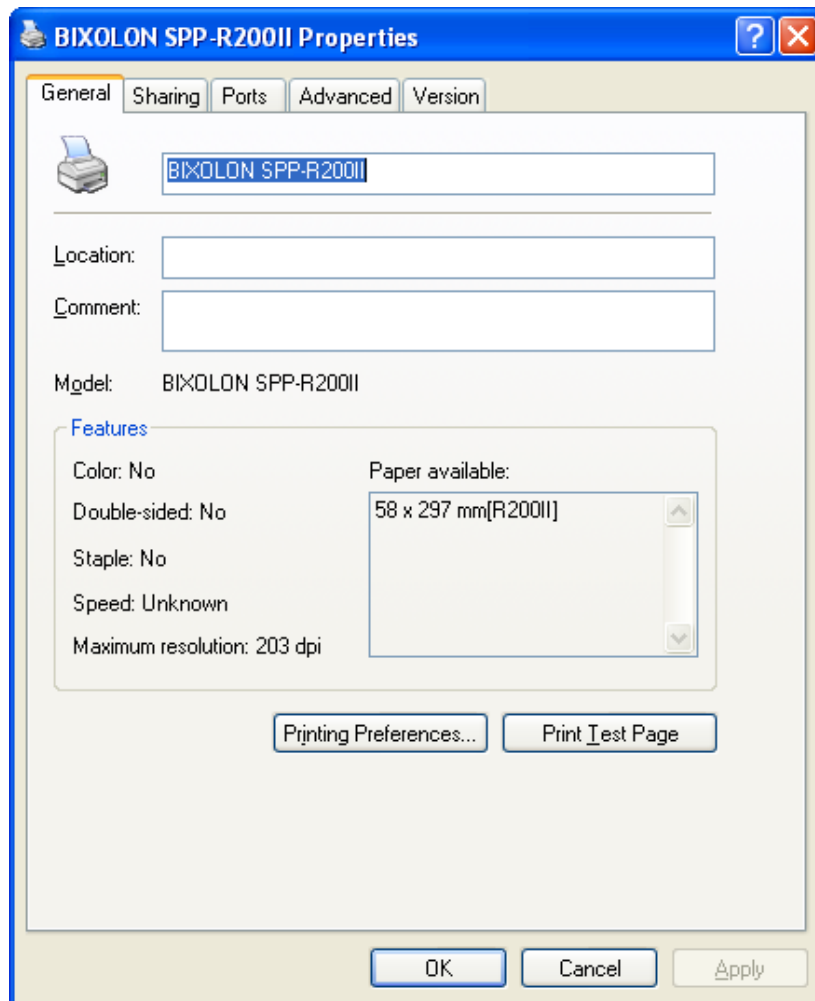 BIXOLON SPP-R200II Properties
?
General Sharing Ports Advanced Version
BIXOLON SPP-R200II
Location:
Comment:
Model: BIXOLON SPP-R200II
Features
Color: No
Double-sided: No
Staple: No
Speed: Unknown
Maximum resolution: 203 dpi
Paper available:
58 x 297 mm[R200II]
Printing Preferences... Print Test Page
OK Cancel Apply